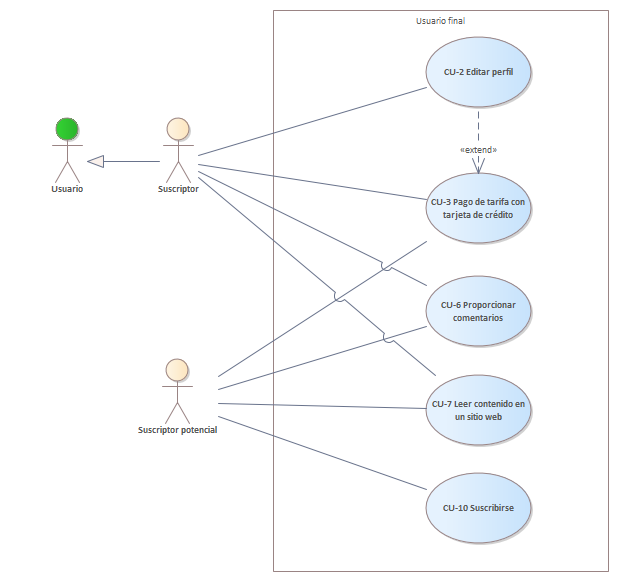 Usuario final
CU-2 Editar perfil
«extend»
Usuario
Suscriptor
CU-3 Pago de tarifa con
tarjeta de crédito
CU-6 Proporcionar
comentarios
Suscriptor potencial
CU-7 Leer contenido en
un sitio web
CU-10 Suscribirse